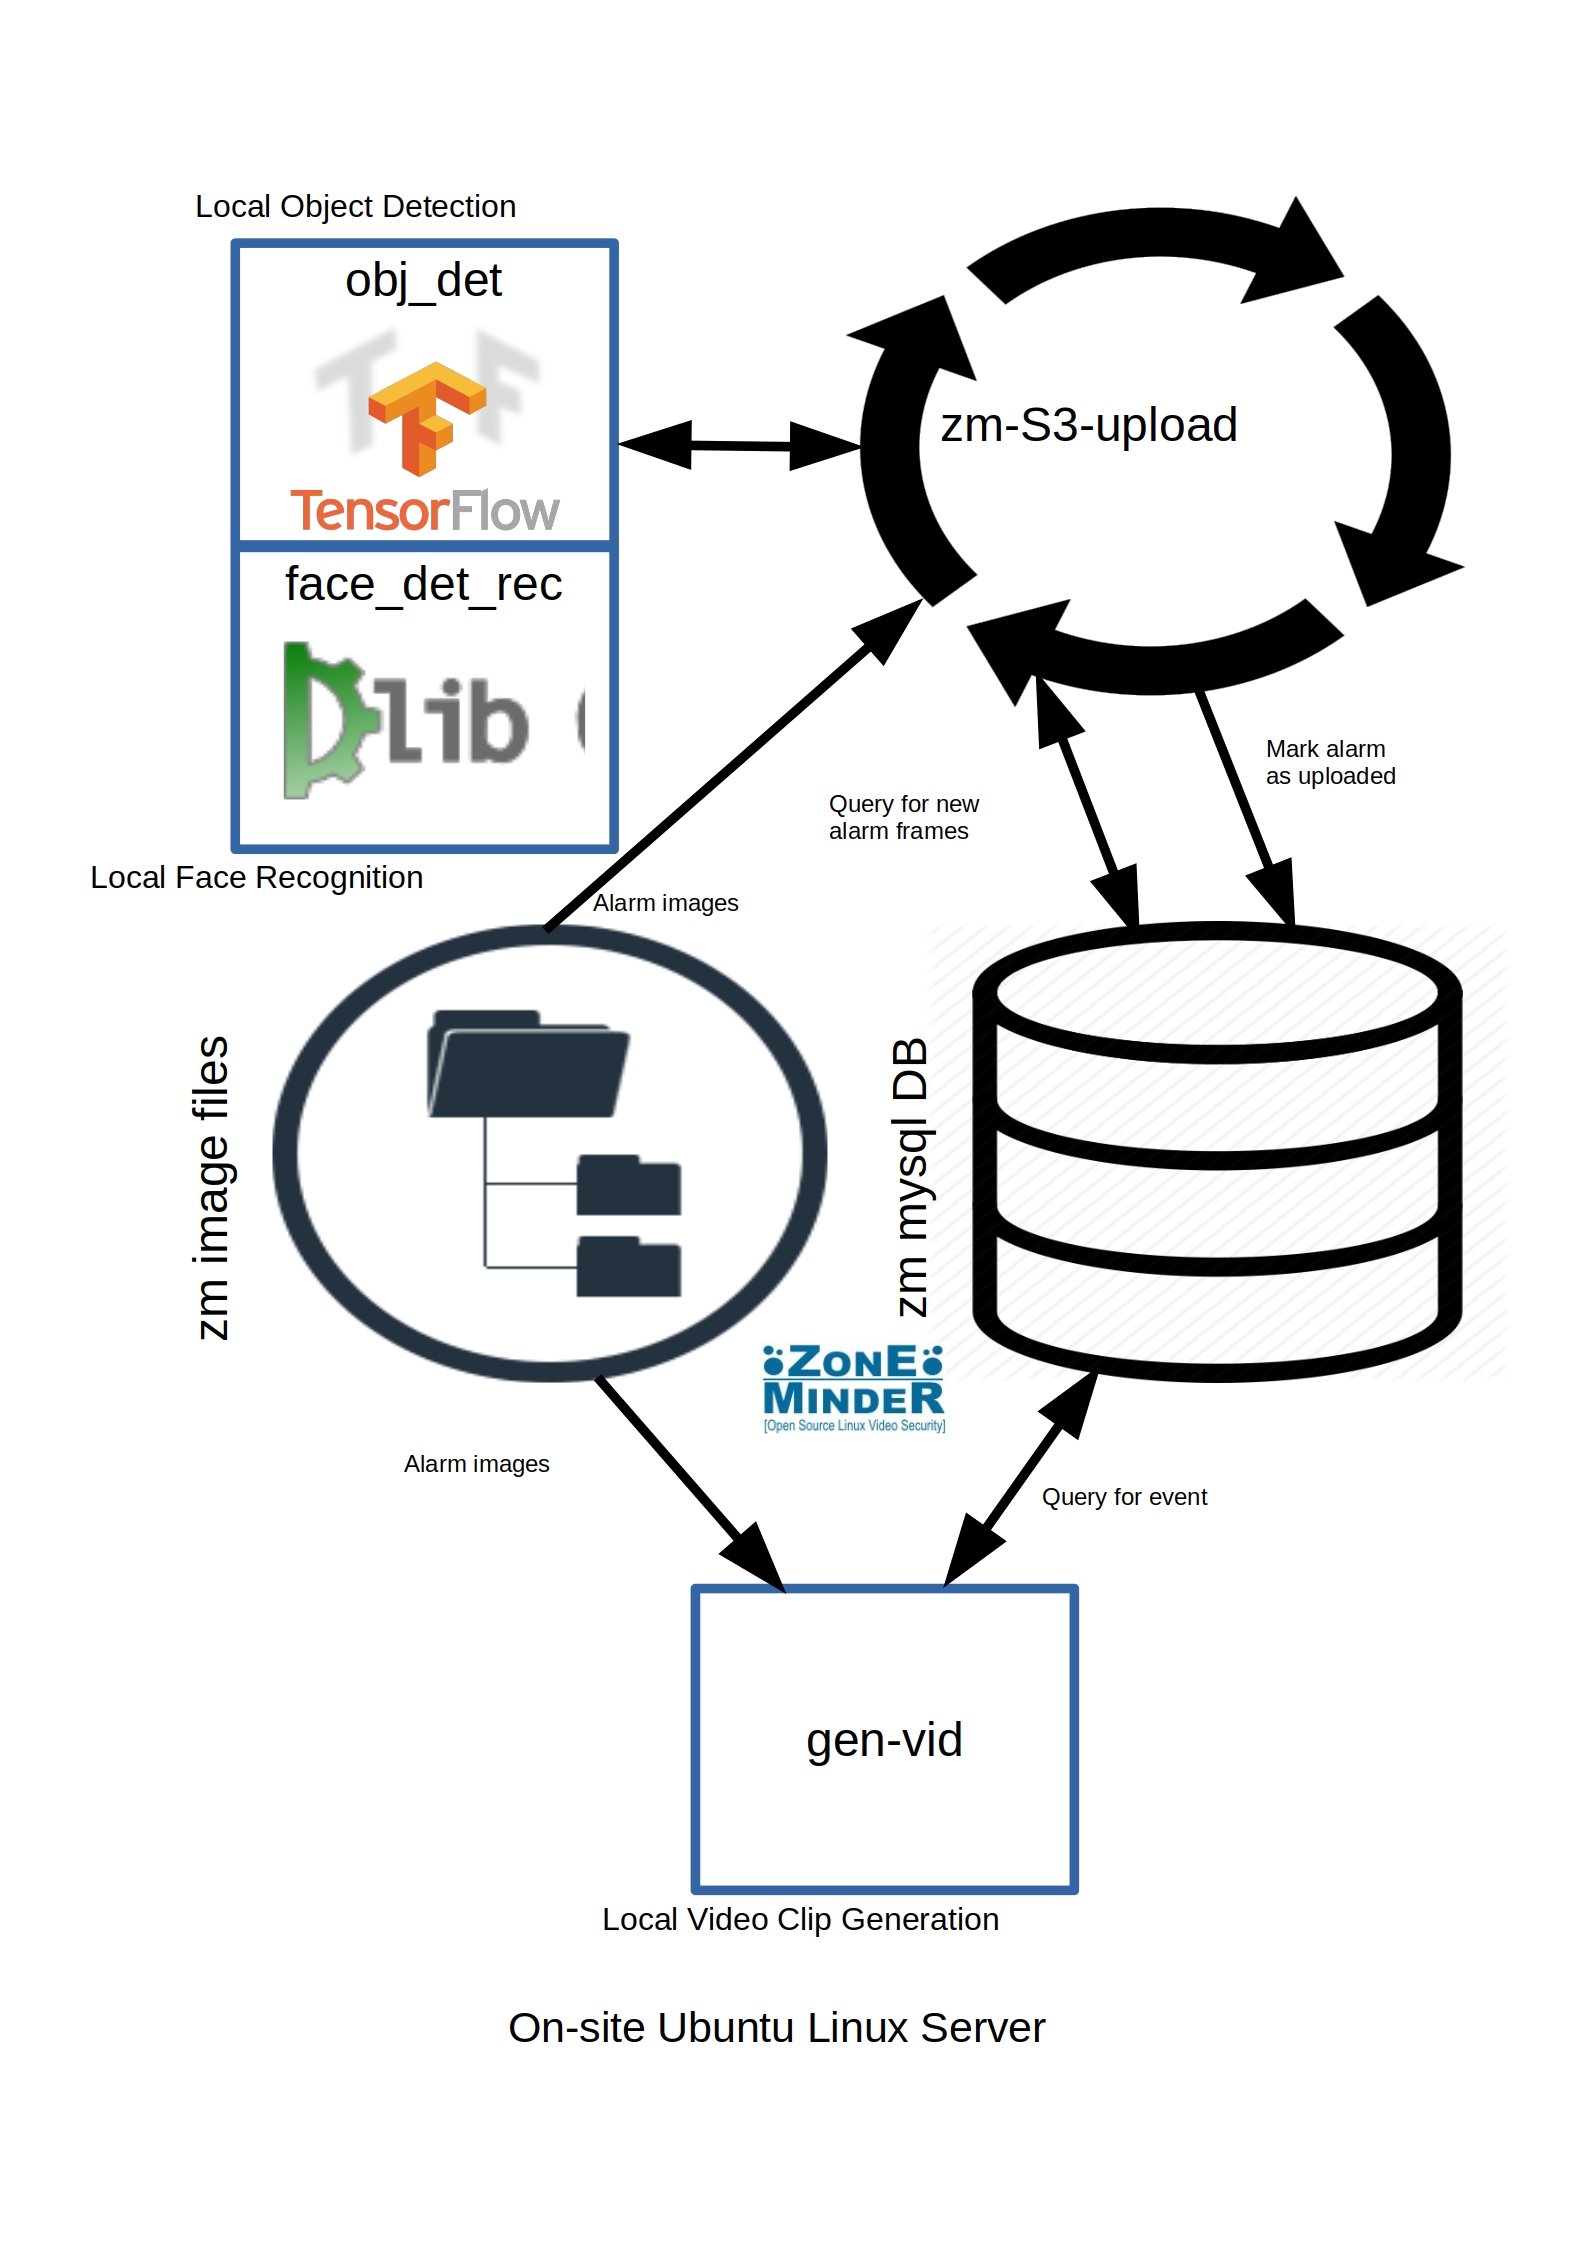 Local Object Detection
obj_det
TF
TensorFlow
zm-S3-upload
face_det_rec
lib
Local Face Recognition
Mark alarm
as uploaded
Query for new
alarm frames
Alarm images
zm image files
zm mysql DB
ZONEMINDER
[Open Source Linux Video Security]
Alarm images
Query for event
gen-vid
Local Video Clip Generation
On-site Ubuntu Linux Server